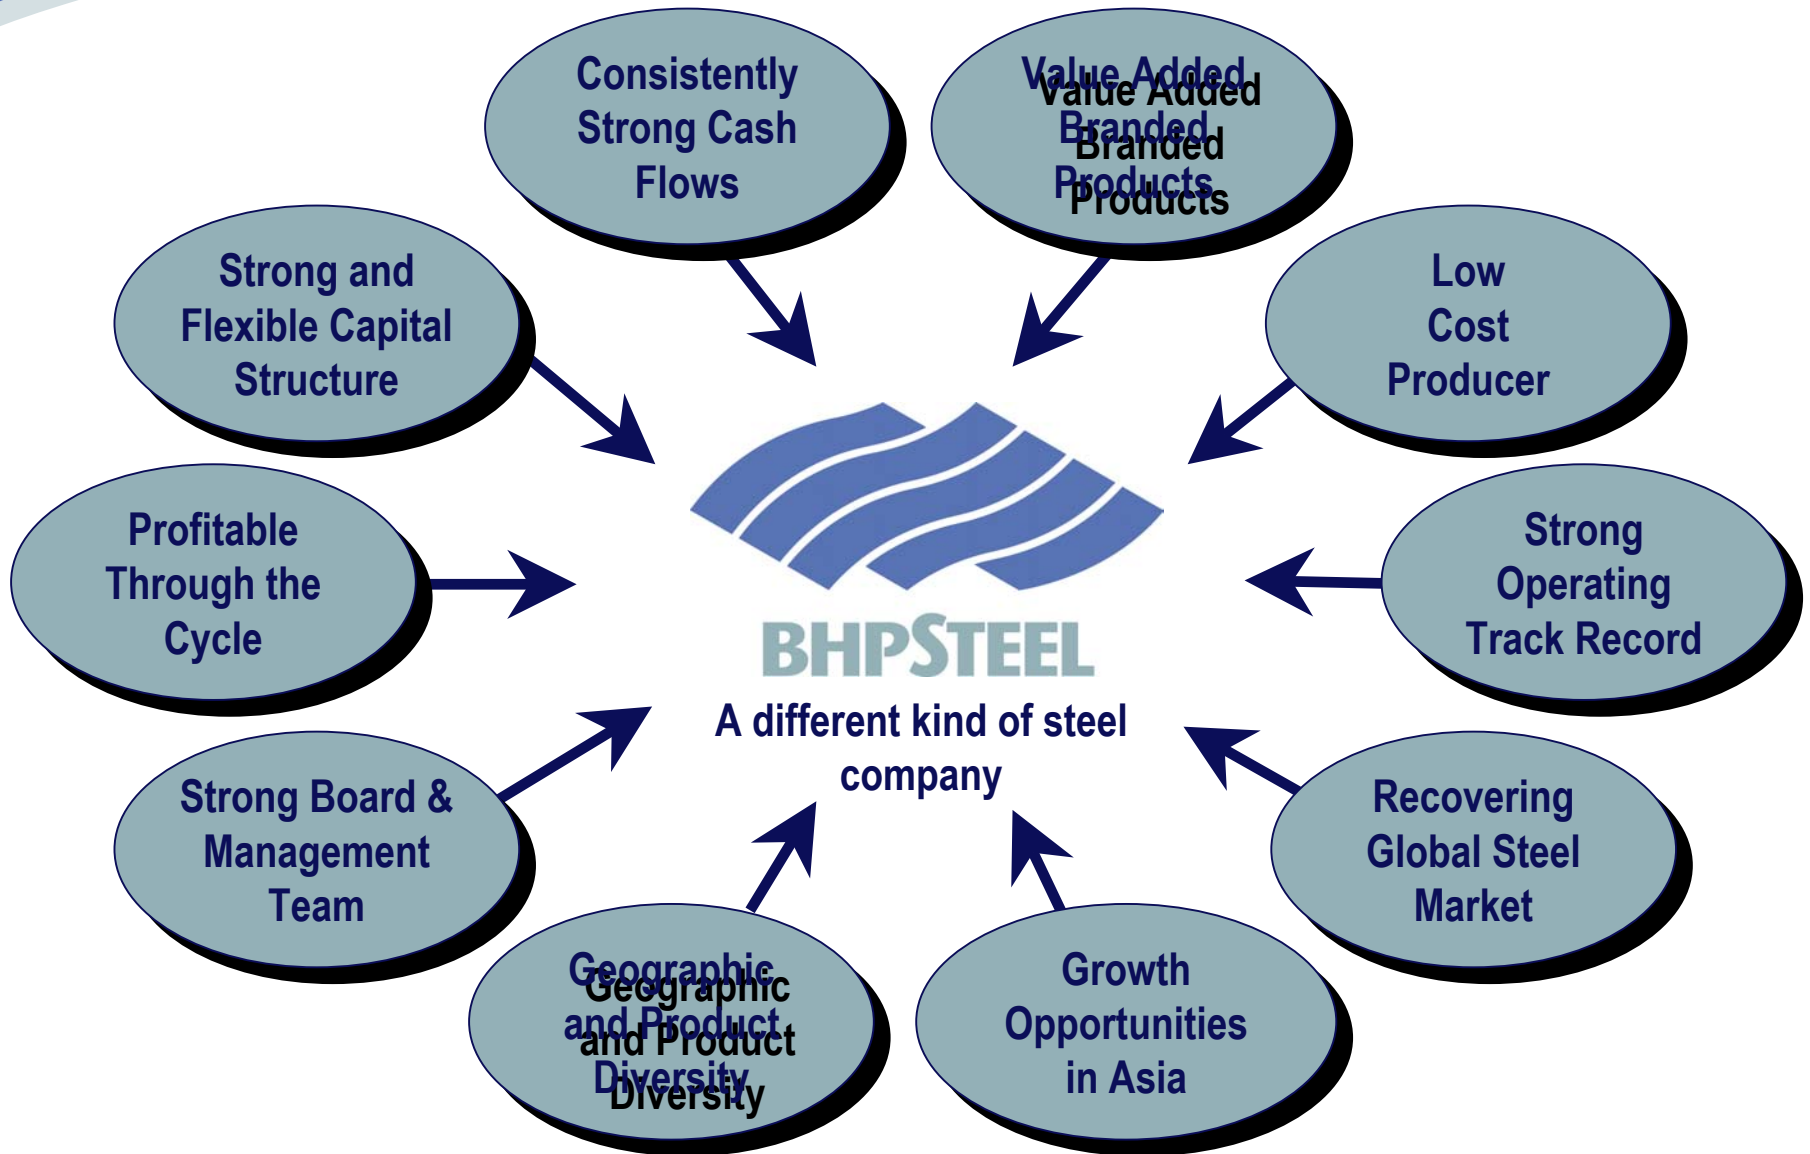 Consistently
Strong Cash
Flows
Value Added
Branded
Products
Strong and
Flexible Capital
Structure
Low
Cost
Producer
Profitable
Through the
Cycle
Strong
Operating
Track Record
BHPSTEEL
A different kind of steel
company
Strong Board &
Management
Team
Recovering
Global Steel
Market
Geographic
and Product
Diversity
Growth
Opportunities
in Asia